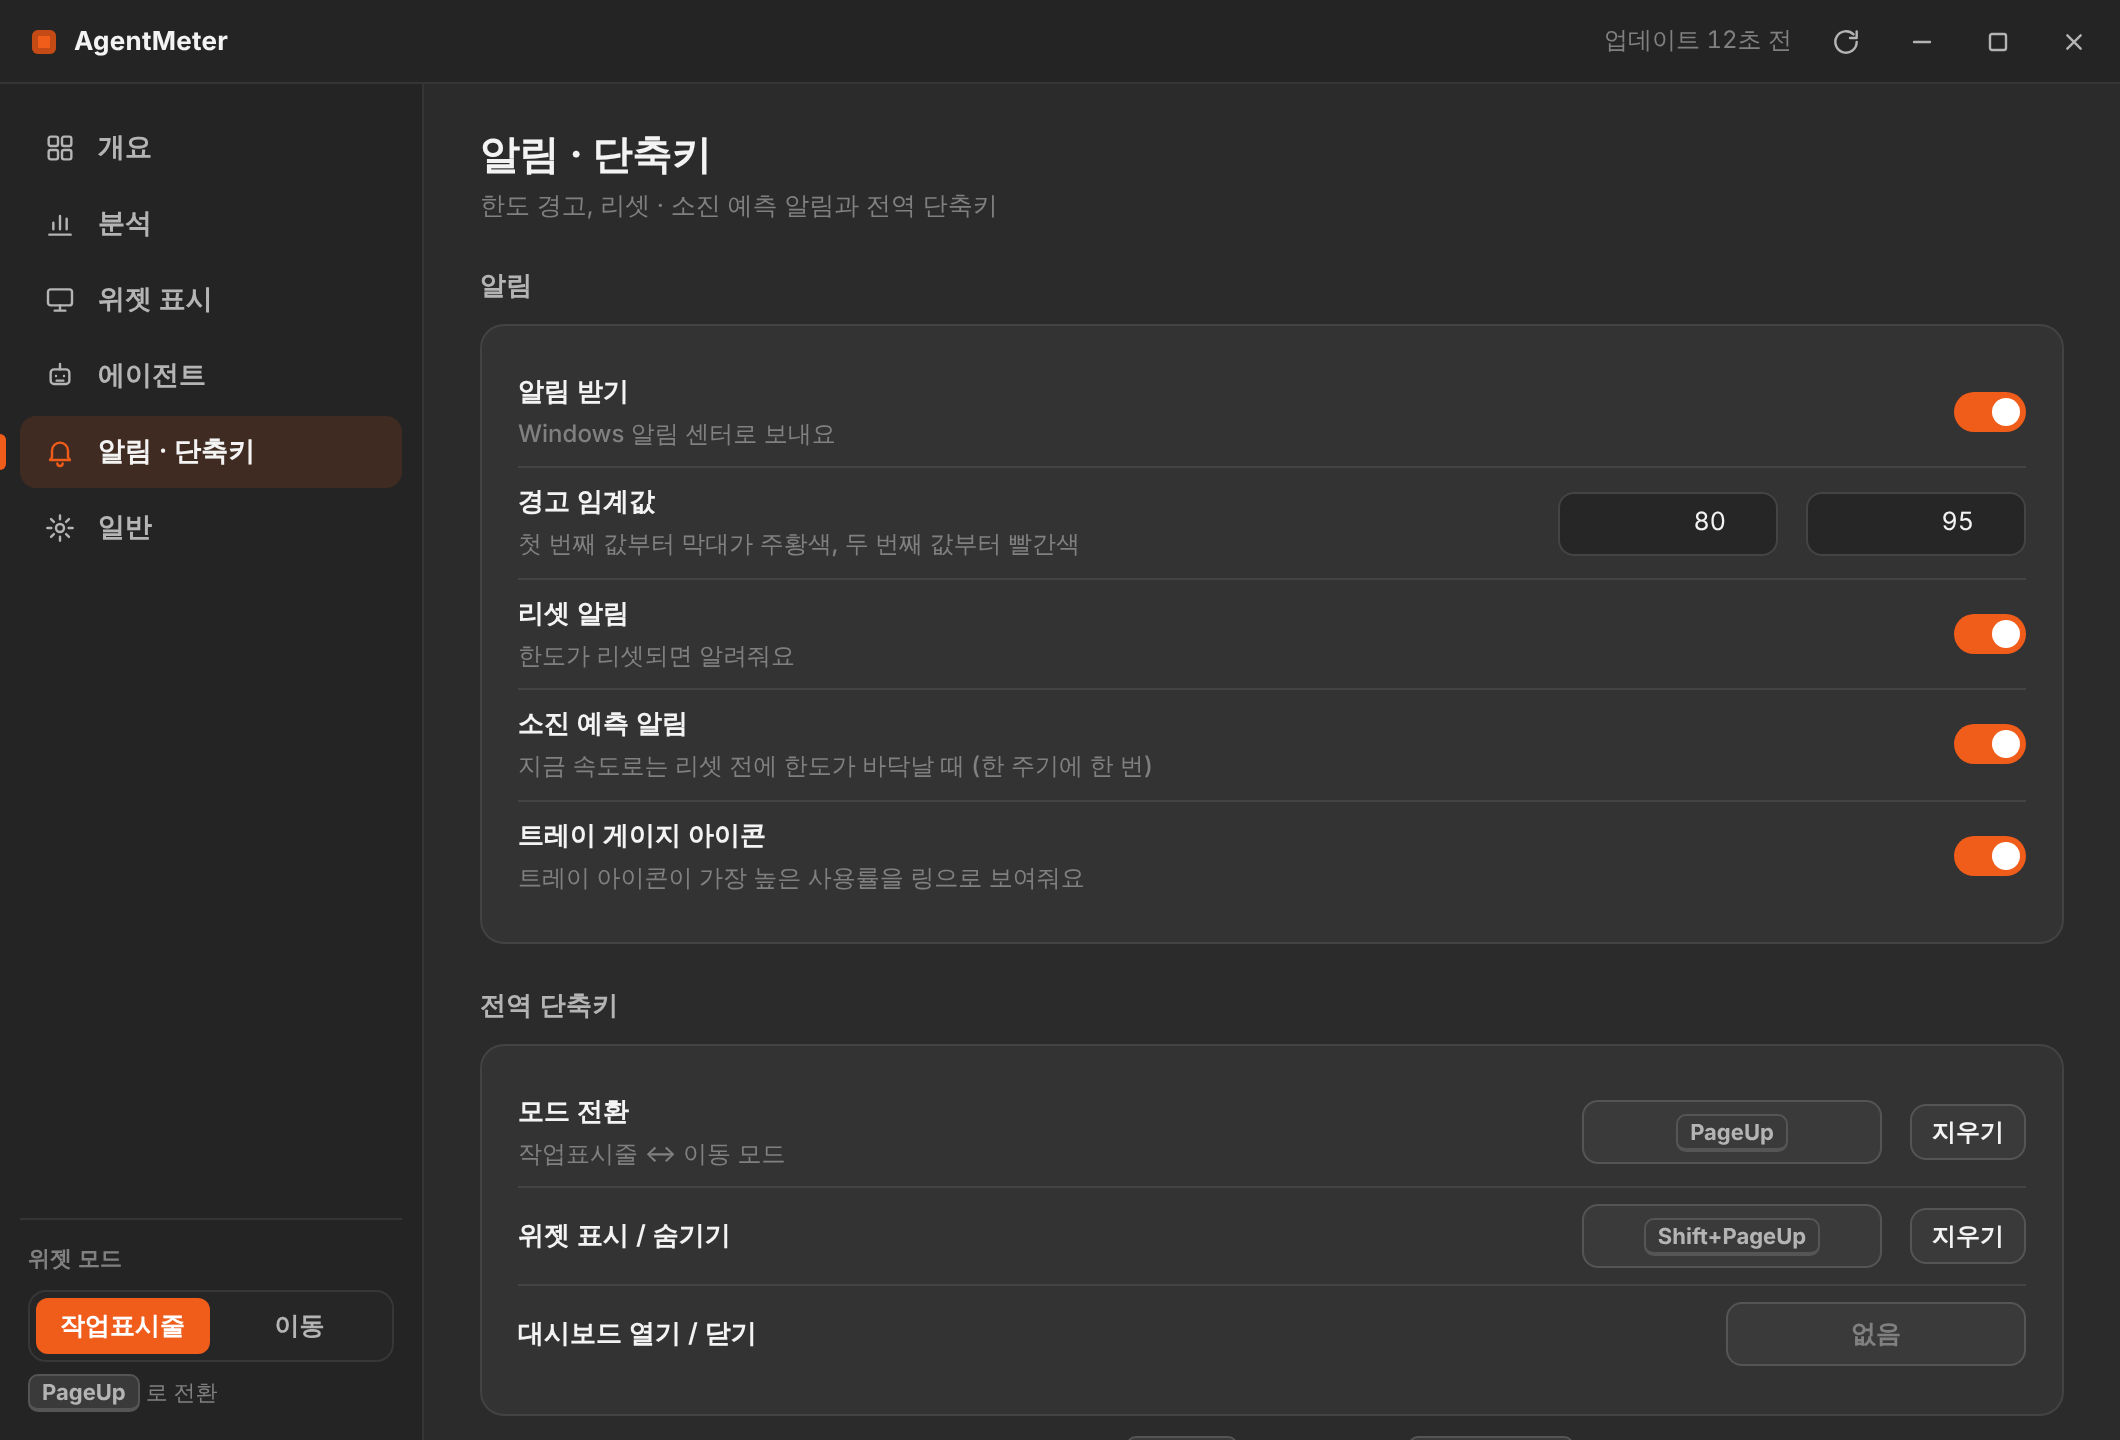 AgentMeter
업데이트 12초 전
개요
분석
위젯 표시
에이전트
알림 · 단축키
일반
위젯 모드
작업표시줄
이동
PageUp 로 전환
알림 · 단축키
한도 경고, 리셋 · 소진 예측 알림과 전역 단축키
알림
알림 받기
Windows 알림 센터로 보내요
경고 임계값
첫 번째 값부터 막대가 주황색, 두 번째 값부터 빨간색
80
95
리셋 알림
한도가 리셋되면 알려줘요
소진 예측 알림
지금 속도로는 리셋 전에 한도가 바닥날 때 (한 주기에 한 번)
트레이 게이지 아이콘
트레이 아이콘이 가장 높은 사용률을 링으로 보여줘요
전역 단축키
모드 전환
작업표시줄 ↔ 이동 모드
PageUp
지우기
위젯 표시 / 숨기기
Shift+PageUp
지우기
대시보드 열기 / 닫기
없음